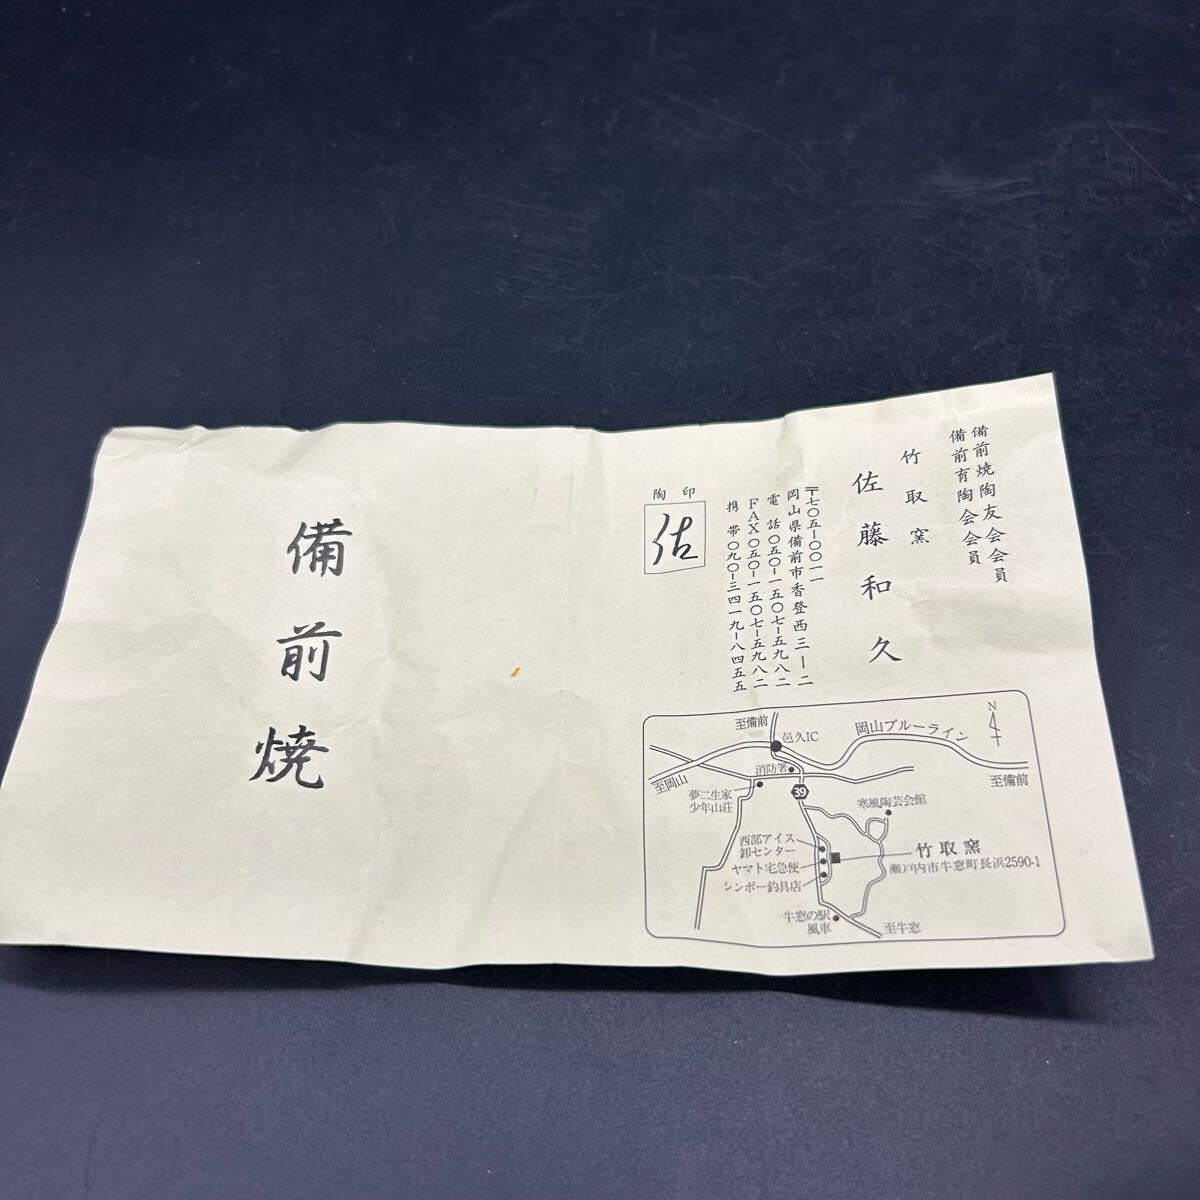 備前焼陶友会会員
備前育陶会会員
竹取窯
佐藤和久
〒七〇五-〇〇一一
岡山県備前市香登西三-二
電話〇五〇-一五〇七-五九八二
FAX〇五〇-一五〇七-五九八二
携帯〇九〇-三四一九-八四五五
陶印
佐
備前焼
至備前
邑久IC
岡山ブルーライン
N
至岡山
消防署
至備前
夢二生家
少年山荘
39
寒風陶芸会館
西部アイス
卸センター
ヤマト宅急便
シンポー釣具店
竹取窯
瀬戸内市牛窓町長浜2590-1
牛窓の駅
風車
至牛窓